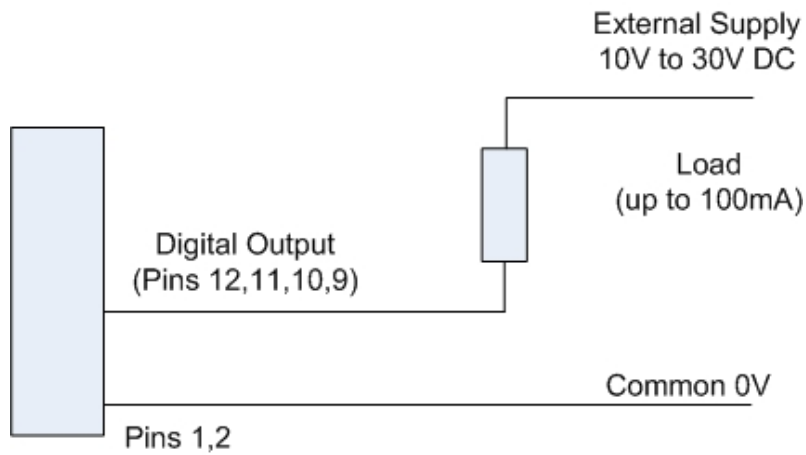 External Supply
10V to 30V DC
Load
(up to 100mA)
Digital Output
(Pins 12,11,10,9)
Common 0V
Pins 1,2